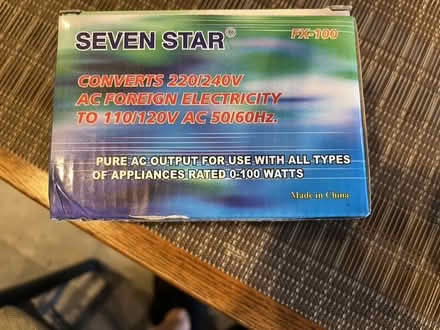 SEVEN STAR® FX-100
CONVERTS 220/240V
AC FOREIGN ELECTRICITY
TO 110/120V AC 50/60Hz.
PURE AC OUTPUT FOR USE WITH ALL TYPES
OF APPLIANCES RATED 0-100 WATTS
Made in China